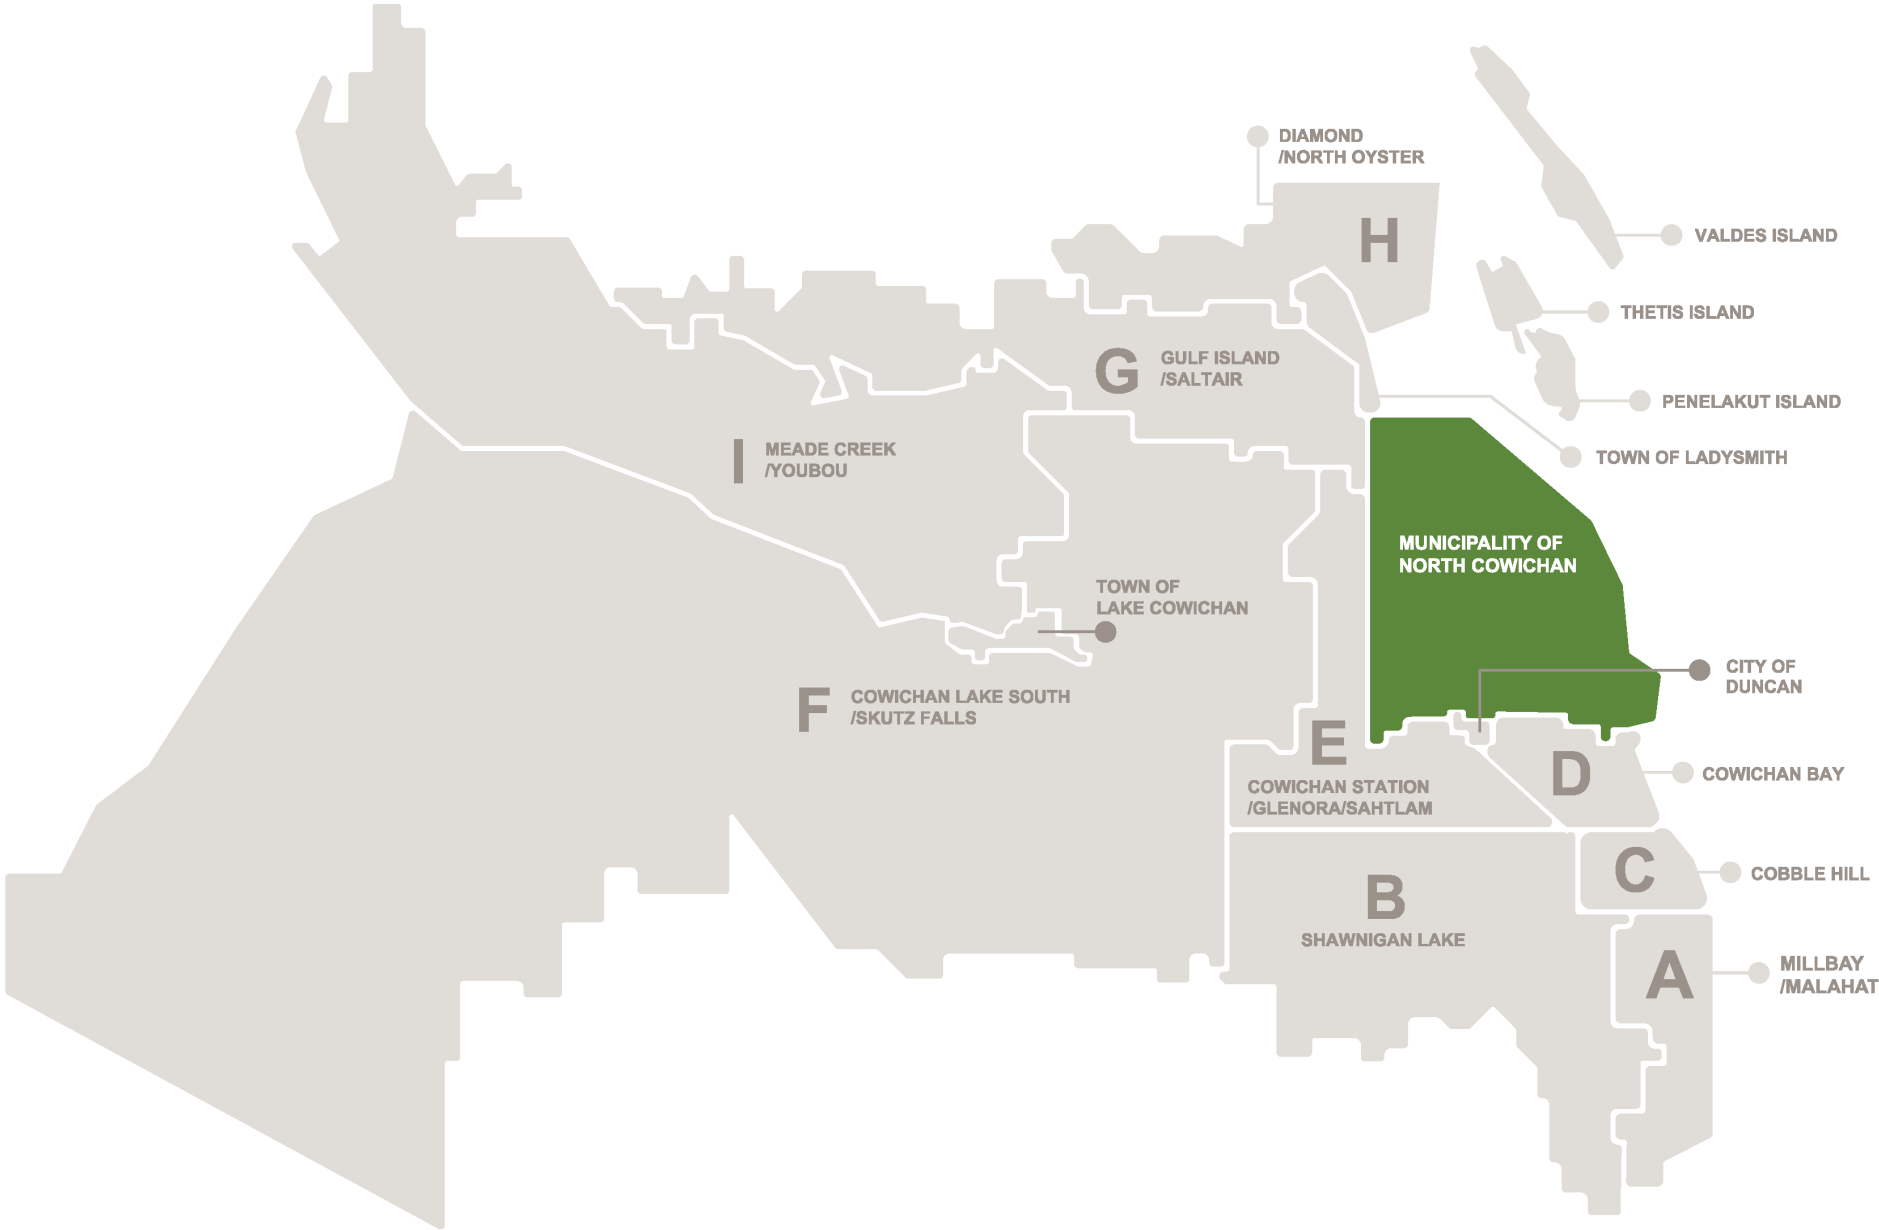 DIAMOND
/NORTH OYSTER
H
VALDES ISLAND
THETIS ISLAND
G
GULF ISLAND
/SALTAIR
PENELAKUT ISLAND
I
MEADE CREEK
/YOUBOU
TOWN OF LADYSMITH
MUNICIPALITY OF
NORTH COWICHAN
TOWN OF
LAKE COWICHAN
CITY OF
DUNCAN
F
COWICHAN LAKE SOUTH
/SKUTZ FALLS
E
COWICHAN STATION
/GLENORA/SAHTLAM
D
COWICHAN BAY
C
COBBLE HILL
B
SHAWNIGAN LAKE
A
MILLBAY
/MALAHAT